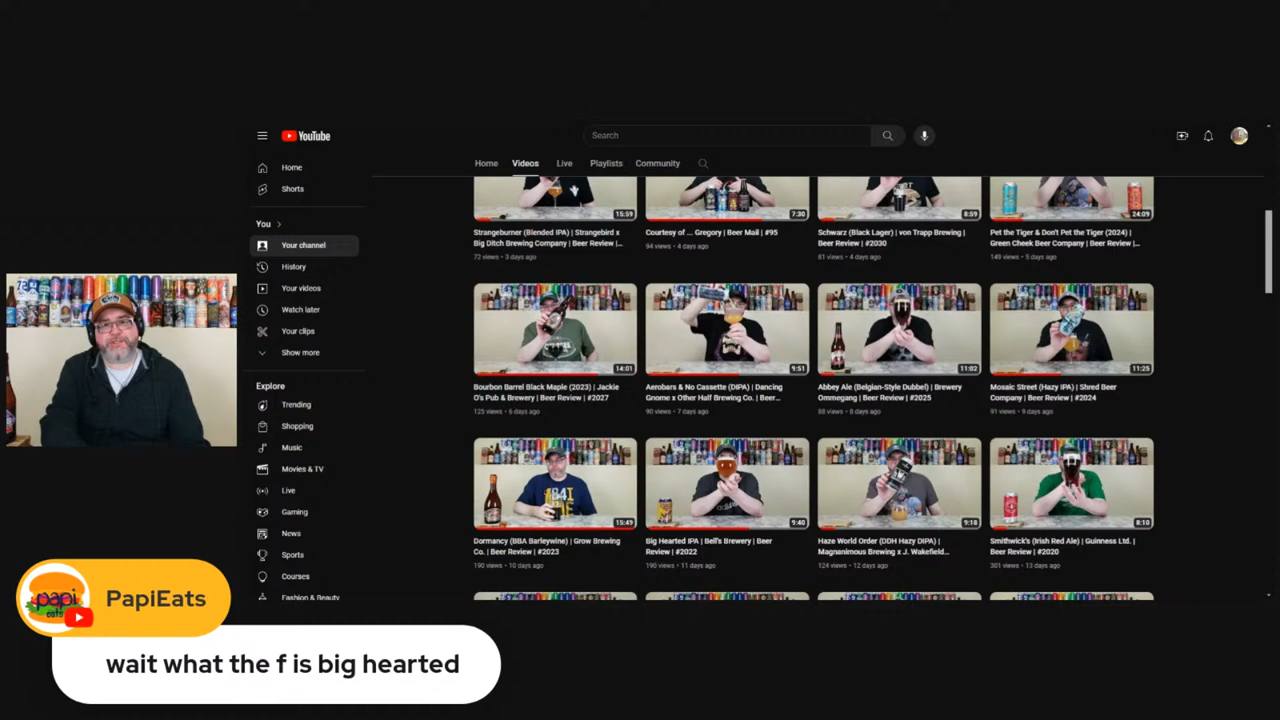 YouTube
Search
Home
Videos
Live
Playlists
Community
Home
Shorts
You
Your channel
History
Your videos
Watch later
Your clips
Show more
Explore
Trending
Shopping
Music
Movies & TV
Live
Gaming
News
Sports
Courses
Fashion & Beauty
15:59
Strangeburner (Blended IPA) | Strangebird x
Big Ditch Brewing Company | Beer Review |...
72 views • 3 days ago
7:30
Courtesy of ... Gregory | Beer Mail | #95
94 views • 4 days ago
8:59
Schwarz (Black Lager) | von Trapp Brewing |
Beer Review | #2030
81 views • 4 days ago
24:09
Pet the Tiger & Don't Pet the Tiger (2024) |
Green Cheek Beer Company | Beer Review |...
149 views • 5 days ago
14:01
Bourbon Barrel Black Maple (2023) | Jackie
O's Pub & Brewery | Beer Review | #2027
125 views • 6 days ago
9:51
Aerobars & No Cassette (DIPA) | Dancing
Gnome x Other Half Brewing Co. | Beer...
90 views • 7 days ago
11:02
Abbey Ale (Belgian-Style Dubbel) | Brewery
Ommegang | Beer Review | #2025
88 views • 8 days ago
11:25
Mosaic Street (Hazy IPA) | Shred Beer
Company | Beer Review | #2024
91 views • 9 days ago
15:49
Dormancy (BBA Barleywine) | Grow Brewing
Co. | Beer Review | #2023
190 views • 10 days ago
9:40
Big Hearted IPA | Bell's Brewery | Beer
Review | #2022
190 views • 11 days ago
9:18
Haze World Order (DDH Hazy DIPA) |
Magnanimous Brewing x J. Wakefield...
124 views • 12 days ago
8:10
Smithwick's (Irish Red Ale) | Guinness Ltd. |
Beer Review | #2020
301 views • 13 days ago
papi
eats
PapiEats
wait what the f is big hearted